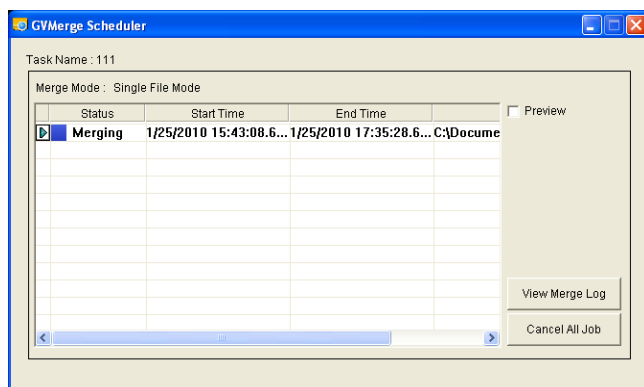 GVMerge Scheduler
Task Name : 111
Merge Mode : Single File Mode
Status Start Time End Time
Preview
Merging 1/25/2010 15:43:08.6... 1/25/2010 17:35:28.6... C:\Docume
View Merge Log
Cancel All Job